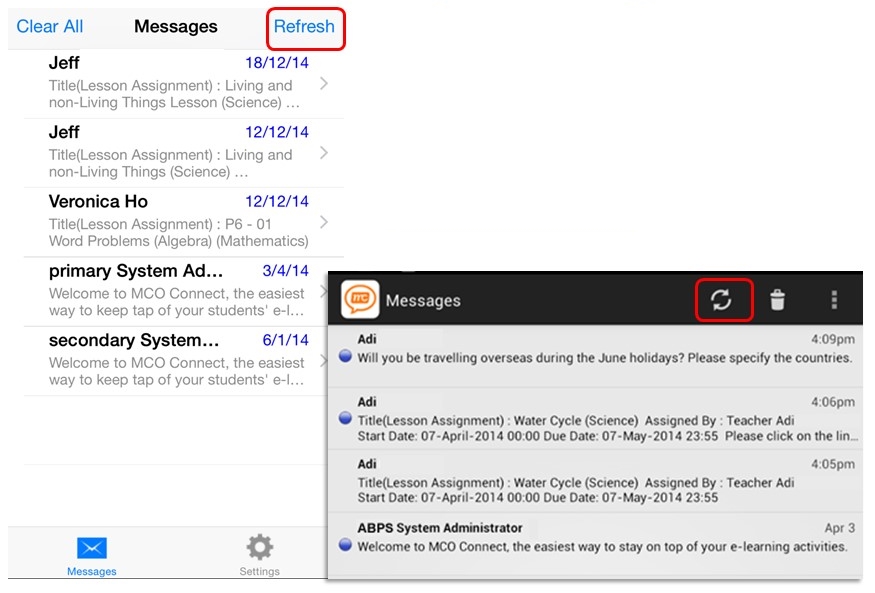 Clear All Messages Refresh
Jeff 18/12/14
Title(Lesson Assignment) : Living and
non-Living Things Lesson (Science) ...
Jeff 12/12/14
Title(Lesson Assignment) : Living and
non-Living Things (Science) ...
Veronica Ho 12/12/14
Title(Lesson Assignment) : P6 - 01
Word Problems (Algebra) (Mathematics)
primary System Ad... 3/4/14
Welcome to MCO Connect, the easiest
way to keep tap of your students' e-l...
secondary System... 6/1/14
Welcome to MCO Connect, the easiest
way to keep tap of your students' e-l...
Messages Settings
mc Messages
Adi 4:09pm
Will you be travelling overseas during the June holidays? Please specify the countries.
Adi 4:06pm
Title(Lesson Assignment) : Water Cycle (Science) Assigned By : Teacher Adi
Start Date: 07-April-2014 00:00 Due Date: 07-May-2014 23:55 Please click on the lin...
Adi 4:05pm
Title(Lesson Assignment) : Water Cycle (Science) Assigned By : Teacher Adi
Start Date: 07-April-2014 00:00 Due Date: 07-May-2014 23:55
ABPS System Administrator Apr 3
Welcome to MCO Connect, the easiest way to stay on top of your e-learning activities.